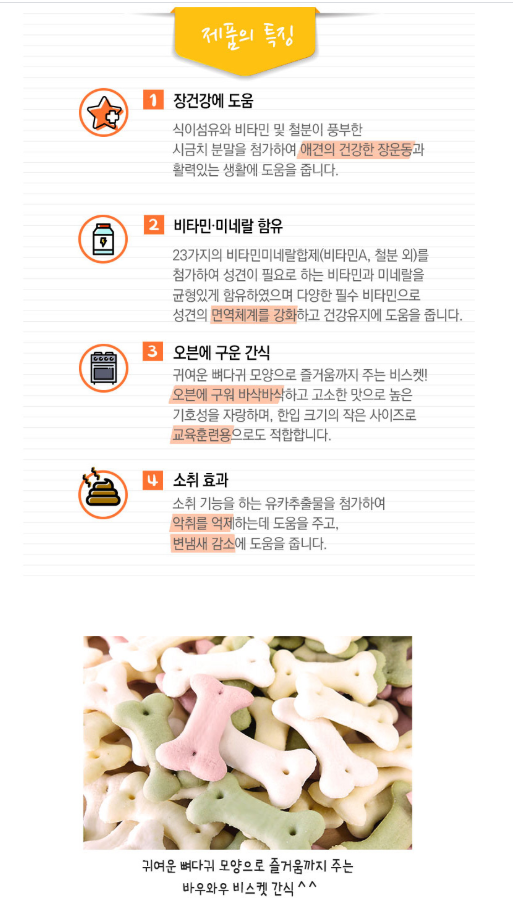 제품의 특징
1 장건강에 도움
식이섬유와 비타민 및 철분이 풍부한
시금치 분말을 첨가하여 애견의 건강한 장운동과
활력있는 생활에 도움을 줍니다.
2 비타민·미네랄 함유
23가지의 비타민미네랄합제(비타민A, 철분 외)를
첨가하여 성견이 필요로 하는 비타민과 미네랄을
균형있게 함유하였으며 다양한 필수 비타민으로
성견의 면역체계를 강화하고 건강유지에 도움을 줍니다.
3 오븐에 구운 간식
귀여운 뼈다귀 모양으로 즐거움까지 주는 비스켓!
오븐에 구워 바삭바삭하고 고소한 맛으로 높은
기호성을 자랑하며, 한입 크기의 작은 사이즈로
교육훈련용으로도 적합합니다.
4 소취 효과
소취 기능을 하는 유카추출물을 첨가하여
악취를 억제하는데 도움을 주고,
변냄새 감소에 도움을 줍니다.
귀여운 뼈다귀 모양으로 즐거움까지 주는
바우와우 비스켓 간식 ^^